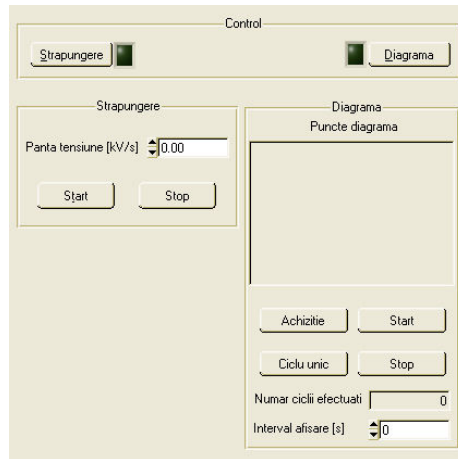 Control
Strapungere
Diagrama
Strapungere
Panta tensiune [kV/s] 0.00
Start Stop
Diagrama
Puncte diagrama
Achizitie Start
Ciclu unic Stop
Numar ciclii efectuati 0
Interval afisare [s] 0